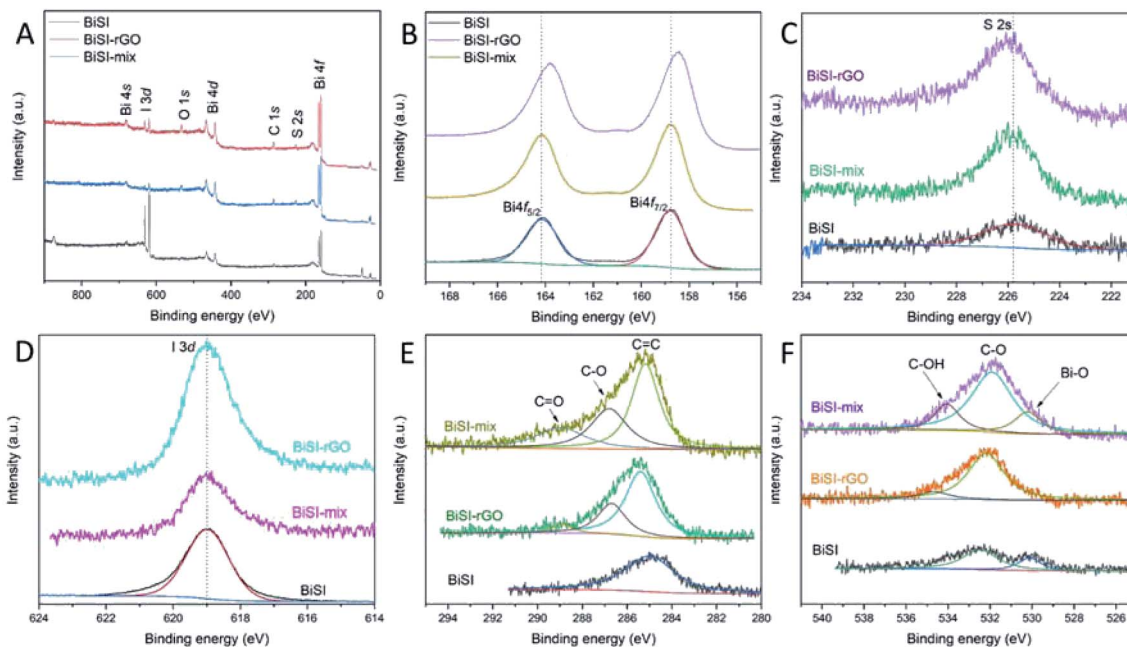 A
BiSI
BiSI-rGO
BiSI-mix
Bi 4s
I 3d
O 1s
Bi 4d
C 1s
S 2s
Bi 4f
Intensity (a.u.)
800 600 400 200 0
Binding energy (eV)
B
BiSI
BiSI-rGO
BiSI-mix
Bi4f5/2
Bi4f7/2
Intensity (a.u.)
168 166 164 162 160 158 156
Binding energy (eV)
C
S 2s
BiSI-rGO
BiSI-mix
BiSI
Intensity (a.u.)
234 232 230 228 226 224 222
Binding energy (eV)
D
I 3d
BiSI-rGO
BiSI-mix
BiSI
Intensity (a.u.)
624 622 620 618 616 614
Binding energy (eV)
E
C=C
C-O
C=O
BiSI-mix
BiSI-rGO
BiSI
Intensity (a.u.)
294 292 290 288 286 284 282 280
Binding energy (eV)
F
C-O
C-OH
Bi-O
BiSI-mix
BiSI-rGO
BiSI
Intensity (a.u.)
540 538 536 534 532 530 528 526
Binding energy (eV)